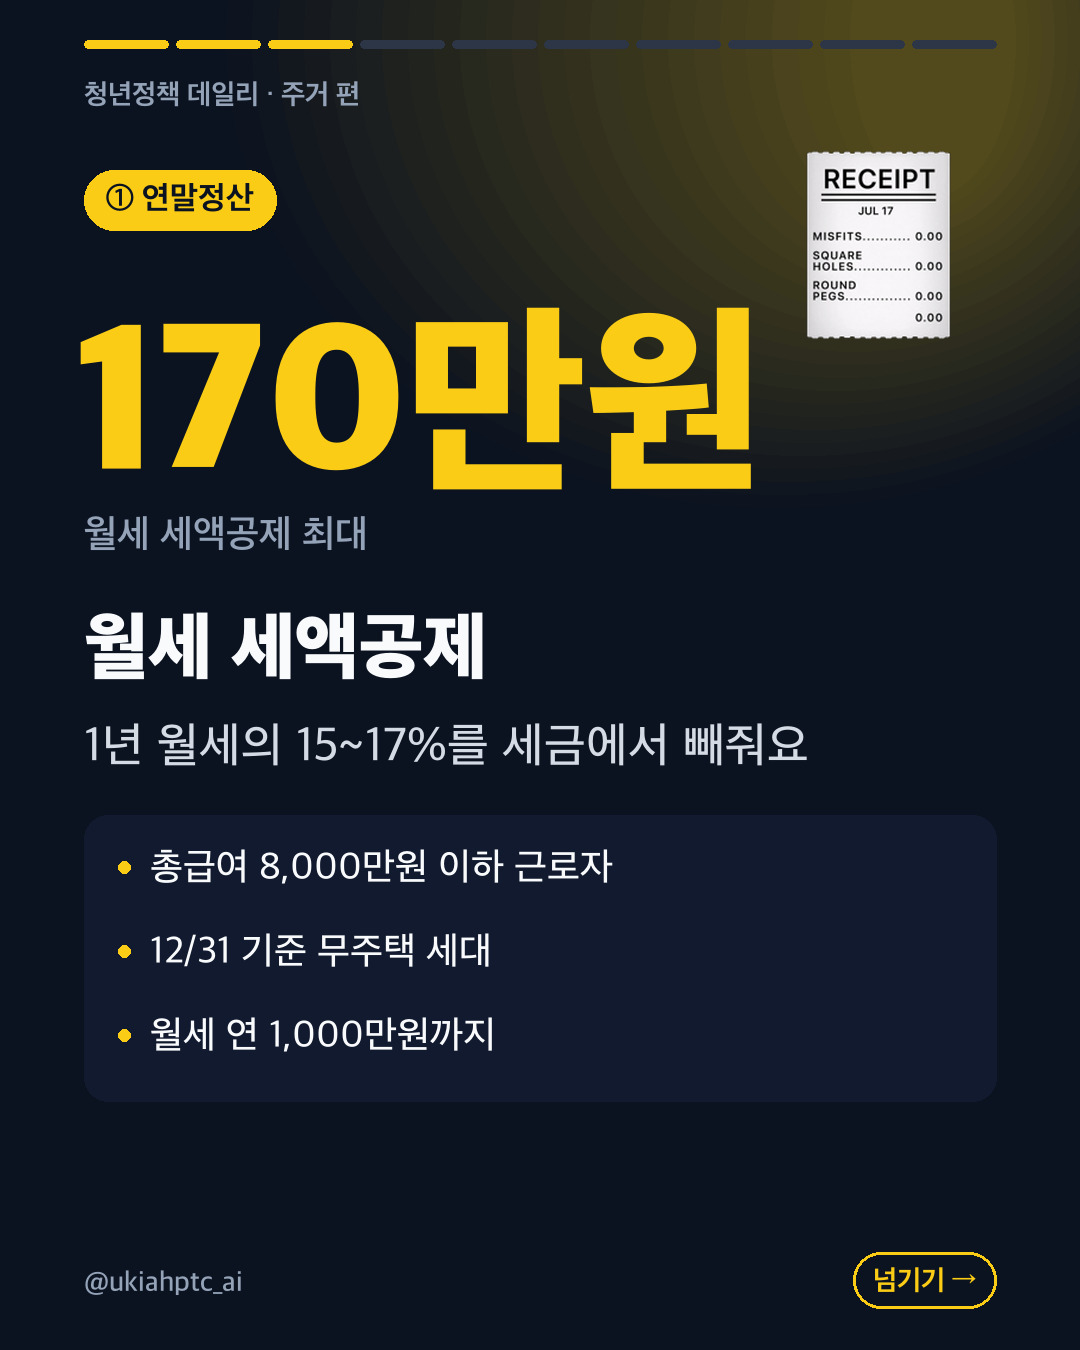 청년정책 데일리 · 주거 편
① 연말정산
RECEIPT
JUL 17
MISFITS........... 0.00
SQUARE
HOLES............. 0.00
ROUND
PEGS............... 0.00
0.00
170만원
월세 세액공제 최대
월세 세액공제
1년 월세의 15~17%를 세금에서 빼줘요
• 총급여 8,000만원 이하 근로자
• 12/31 기준 무주택 세대
• 월세 연 1,000만원까지
@ukiahptc_ai
넘기기 →